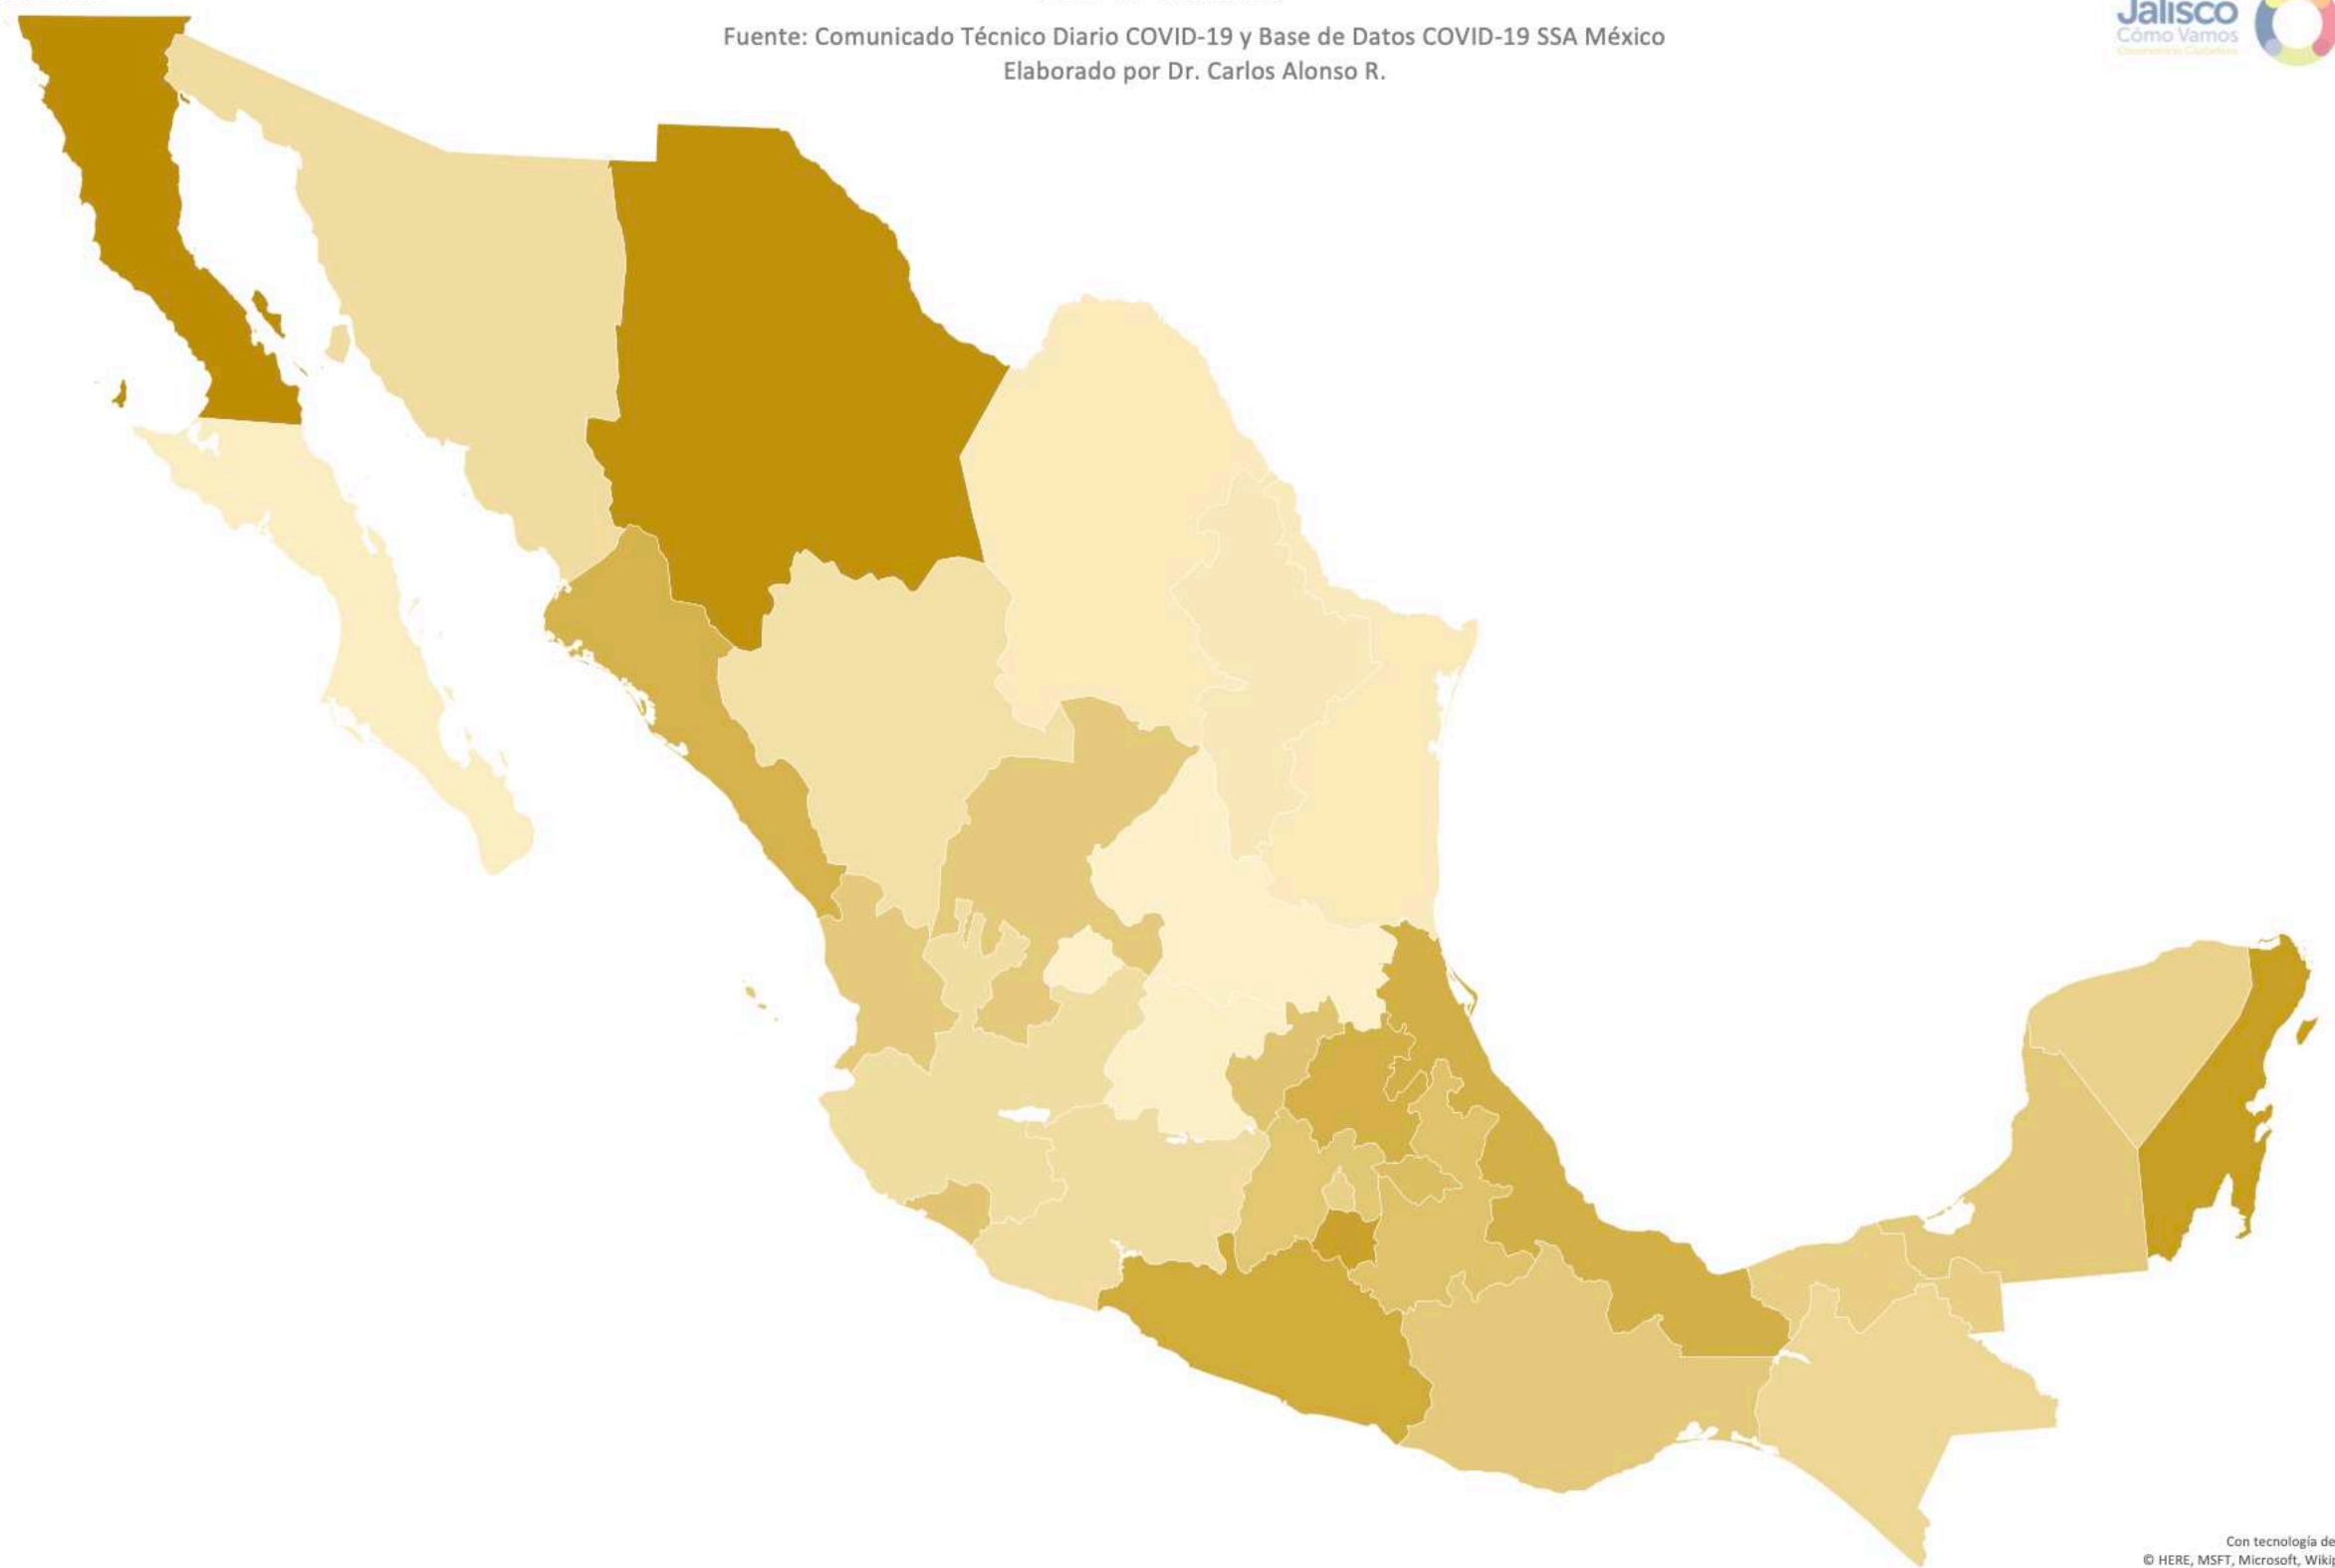 Fuente: Comunicado Técnico Diario COVID-19 y Base de Datos COVID-19 SSA México
Elaborado por Dr. Carlos Alonso R.
Jalisco
Cómo Vamos
Con tecnología de
© HERE, MSFT, Microsoft, Wikip